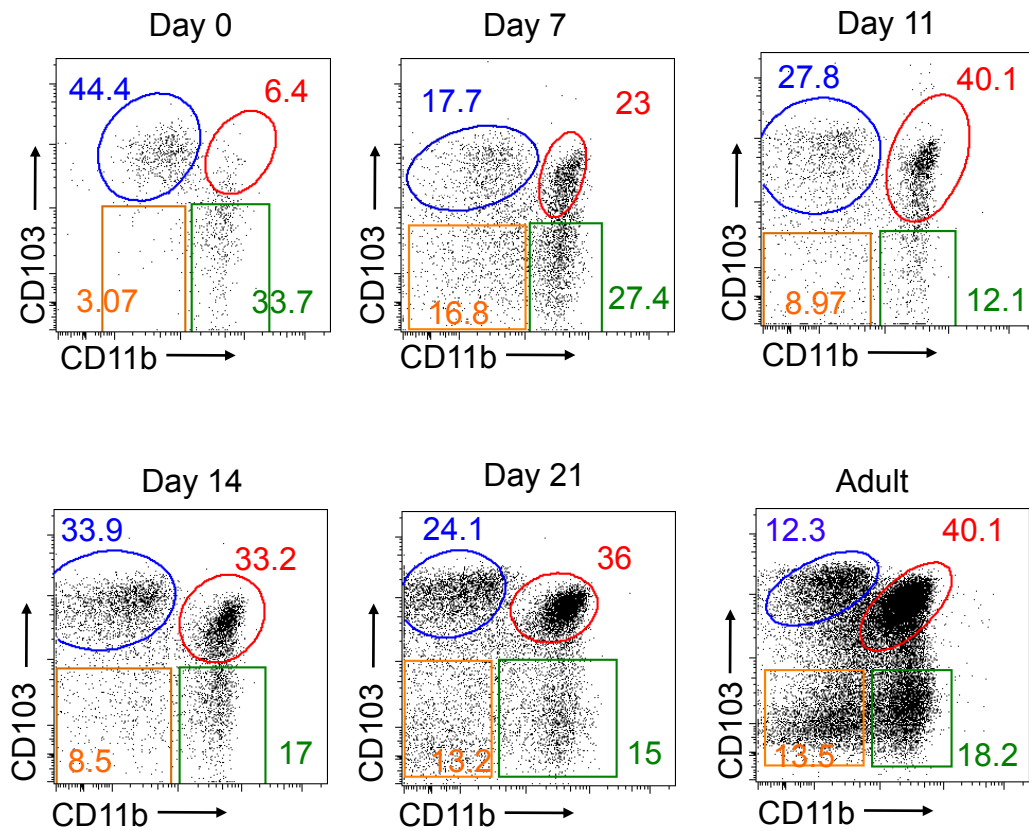 Day 0
44.4
6.4
3.07
33.7
CD103
CD11b
Day 7
17.7
23
16.8
27.4
CD103
CD11b
Day 11
27.8
40.1
8.97
12.1
CD103
CD11b
Day 14
33.9
33.2
8.5
17
CD103
CD11b
Day 21
24.1
36
13.2
15
CD103
CD11b
Adult
12.3
40.1
13.5
18.2
CD103
CD11b